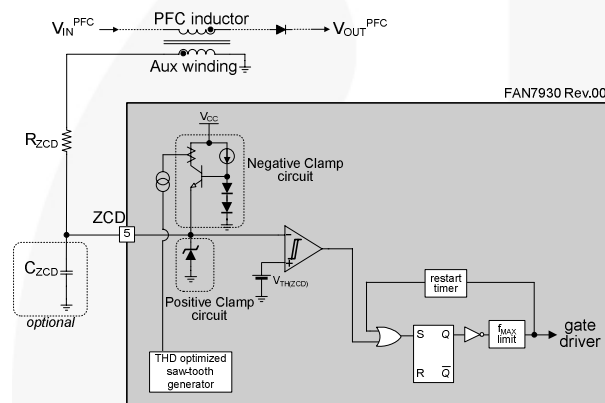 PFC inductor
V_IN^PFC
V_OUT^PFC
Aux winding
FAN7930 Rev.00
V_CC
R_ZCD
Negative Clamp
circuit
ZCD
5
C_ZCD
optional
V_TH(ZCD)
Positive Clamp
circuit
restart
timer
THD optimized
saw-tooth
generator
S Q
R Q̅
f_MAX
limit
gate
driver